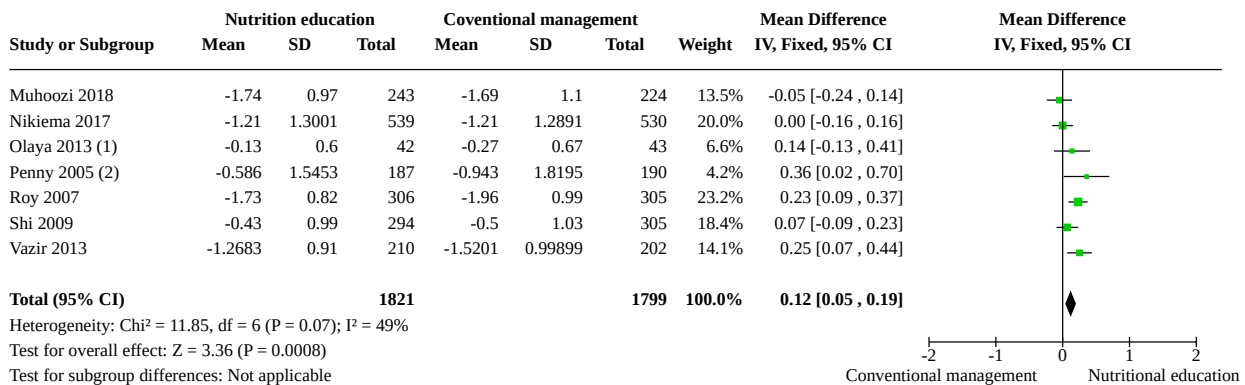 Nutrition education Coventional management Mean Difference Mean Difference
Study or Subgroup Mean SD Total Mean SD Total Weight IV, Fixed, 95% CI IV, Fixed, 95% CI
Muhoozi 2018 -1.74 0.97 243 -1.69 1.1 224 13.5% -0.05 [-0.24 , 0.14]
Nikiema 2017 -1.21 1.3001 539 -1.21 1.2891 530 20.0% 0.00 [-0.16 , 0.16]
Olaya 2013 (1) -0.13 0.6 42 -0.27 0.67 43 6.6% 0.14 [-0.13 , 0.41]
Penny 2005 (2) -0.586 1.5453 187 -0.943 1.8195 190 4.2% 0.36 [0.02 , 0.70]
Roy 2007 -1.73 0.82 306 -1.96 0.99 305 23.2% 0.23 [0.09 , 0.37]
Shi 2009 -0.43 0.99 294 -0.5 1.03 305 18.4% 0.07 [-0.09 , 0.23]
Vazir 2013 -1.2683 0.91 210 -1.5201 0.99899 202 14.1% 0.25 [0.07 , 0.44]
Total (95% CI) 1821 1799 100.0% 0.12 [0.05 , 0.19]
Heterogeneity: Chi² = 11.85, df = 6 (P = 0.07); I² = 49%
Test for overall effect: Z = 3.36 (P = 0.0008)
-2 -1 0 1 2
Test for subgroup differences: Not applicable Conventional management Nutritional education